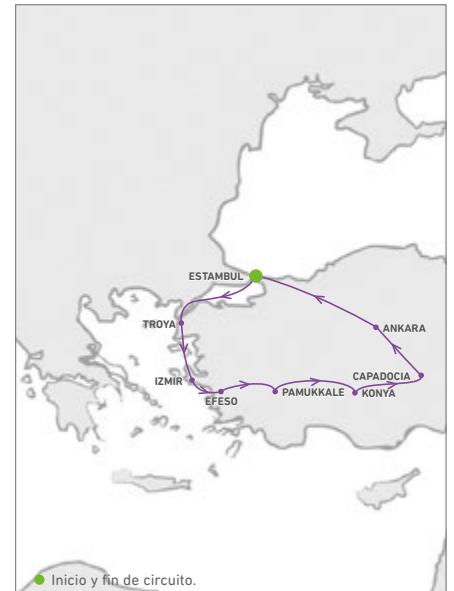 ESTAMBUL
TROYA
ANKARA
IZMIR
CAPADOCIA
EFESO
PAMUKKALE
KONYA
Inicio y fin de circuito.